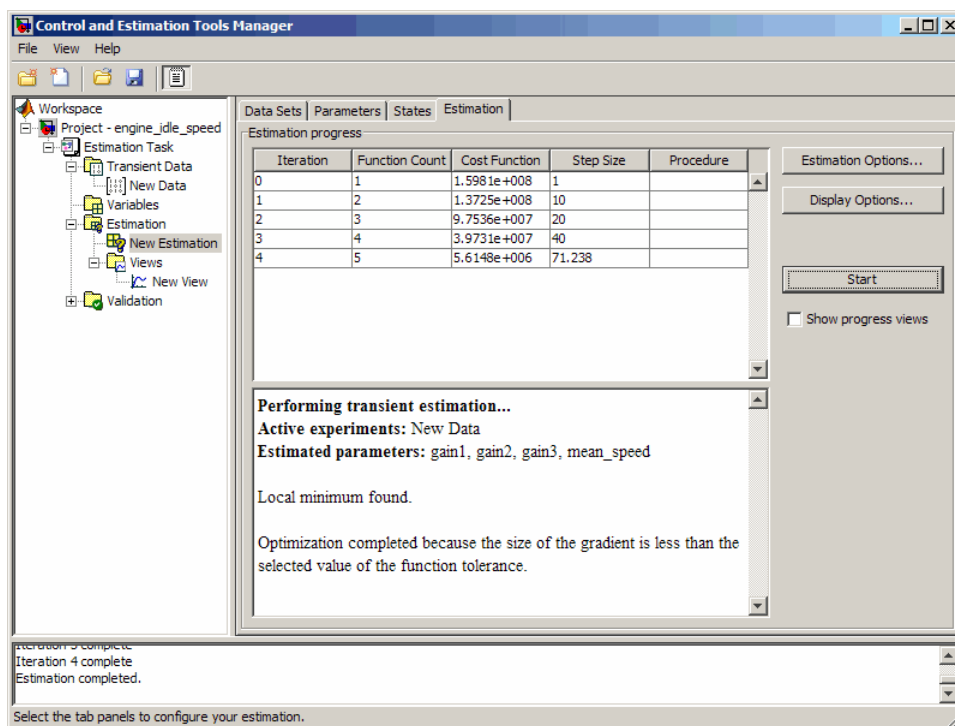 Control and Estimation Tools Manager
File View Help
Workspace
Project - engine_idle_speed
Estimation Task
Transient Data
New Data
Variables
Estimation
New Estimation
Views
New View
Validation
Data Sets Parameters States Estimation
Estimation progress
Iteration Function Count Cost Function Step Size Procedure
0 1 1.5981e+008 1
1 2 1.3725e+008 10
2 3 9.7536e+007 20
3 4 3.9731e+007 40
4 5 5.6148e+006 71.238
Estimation Options...
Display Options...
Start
Show progress views
Performing transient estimation...
Active experiments: New Data
Estimated parameters: gain1, gain2, gain3, mean_speed
Local minimum found.
Optimization completed because the size of the gradient is less than the
selected value of the function tolerance.
Iteration 3 complete
Iteration 4 complete
Estimation completed.
Select the tab panels to configure your estimation.